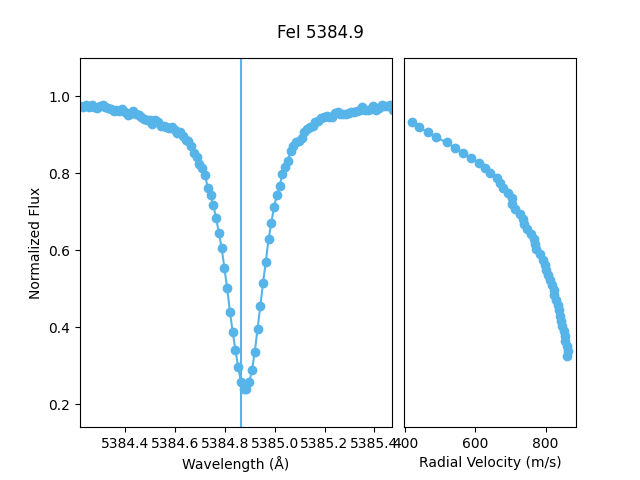 FeI 5384.9
Normalized Flux
1.0
0.8
0.6
0.4
0.2
5384.4 5384.6 5384.8 5385.0 5385.2 5385.4
Wavelength (Å)
400 600 800
Radial Velocity (m/s)